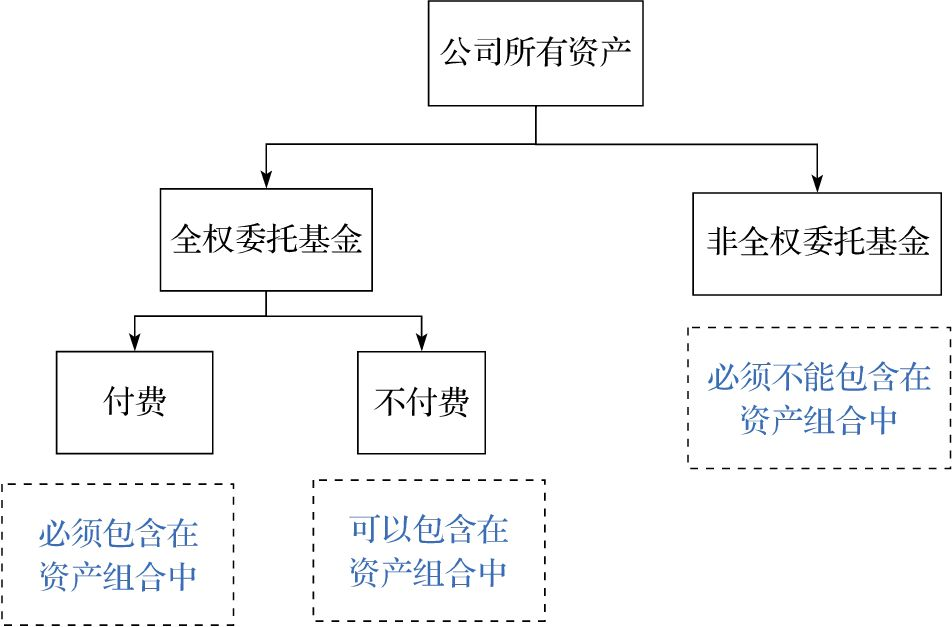 公司所有资产
全权委托基金
非全权委托基金
付费
不付费
必须不能包含在
资产组合中
必须包含在
资产组合中
可以包含在
资产组合中